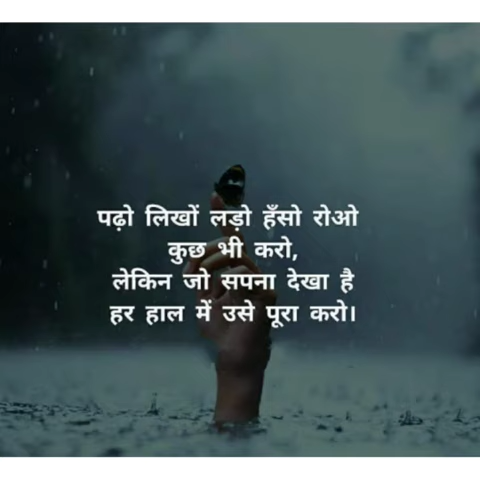 पढ़ो लिखों लड़ो हँसो रोओ
कुछ भी करो,
लेकिन जो सपना देखा है
हर हाल में उसे पूरा करो।